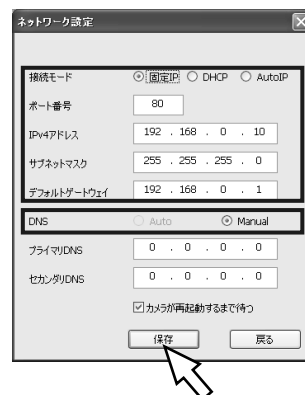 ネットワーク設定
接続モード 固定IP DHCP AutoIP
ポート番号 80
IPv4アドレス 192 . 168 . 0 . 10
サブネットマスク 255 . 255 . 255 . 0
デフォルトゲートウェイ 192 . 168 . 0 . 1
DNS Auto Manual
プライマリDNS 0 . 0 . 0 . 0
セカンダリDNS 0 . 0 . 0 . 0
カメラが再起動するまで待つ
保存 戻る